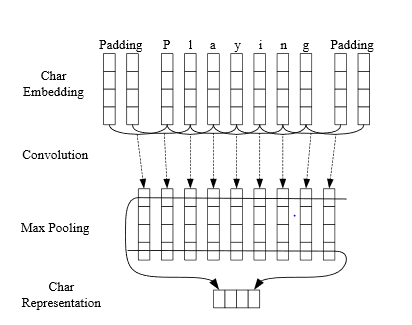 Padding P l a y i n g Padding
Char
Embedding
Convolution
Max Pooling
Char
Representation